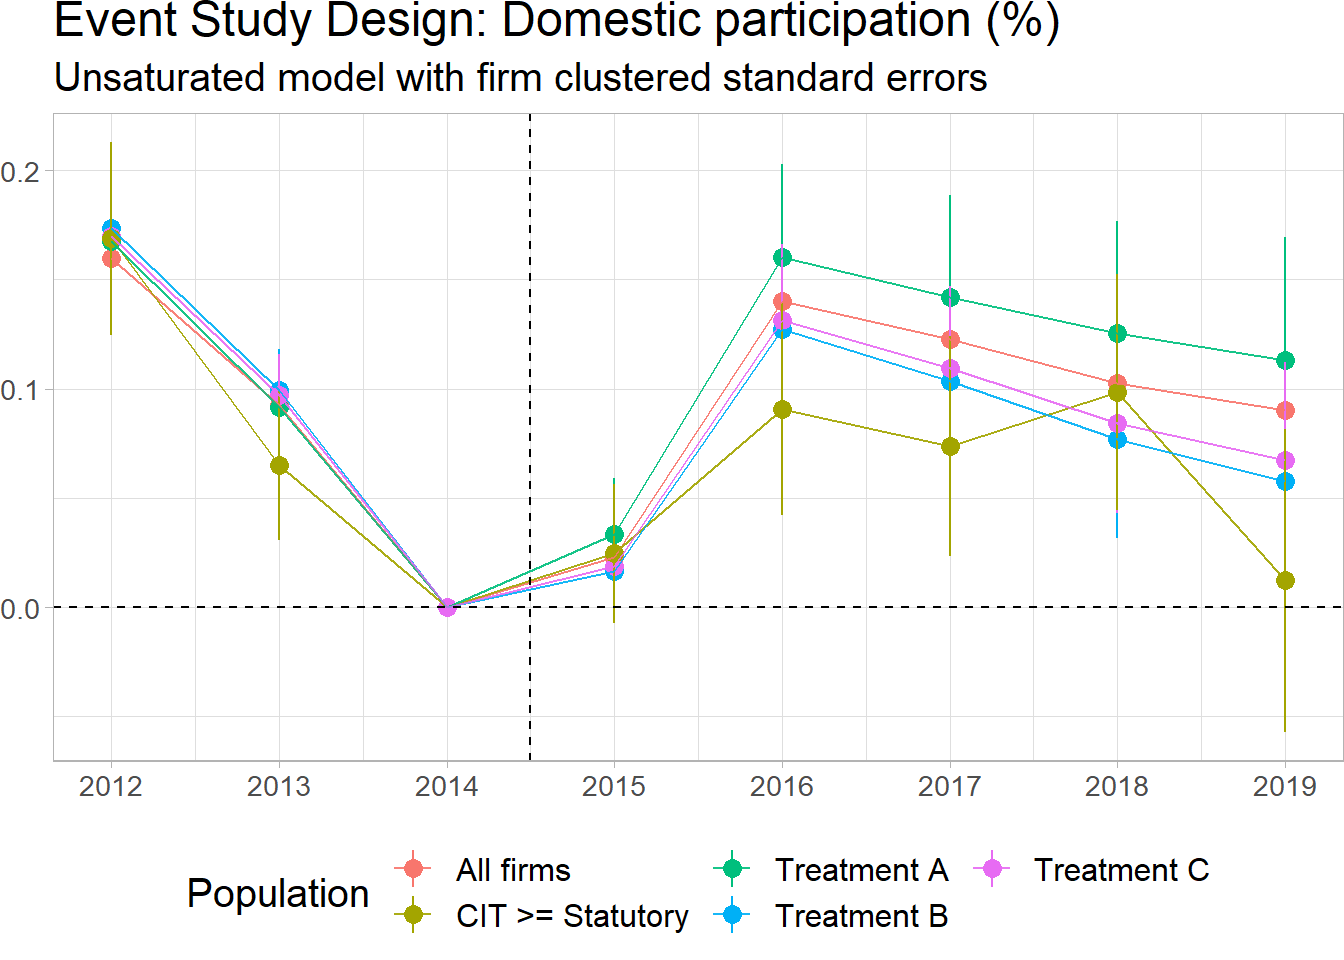 Event Study Design: Domestic participation (%)
Unsaturated model with firm clustered standard errors
0.2
0.1
0.0
2012 2013 2014 2015 2016 2017 2018 2019
Population
All firms Treatment A Treatment C
CIT >= Statutory Treatment B